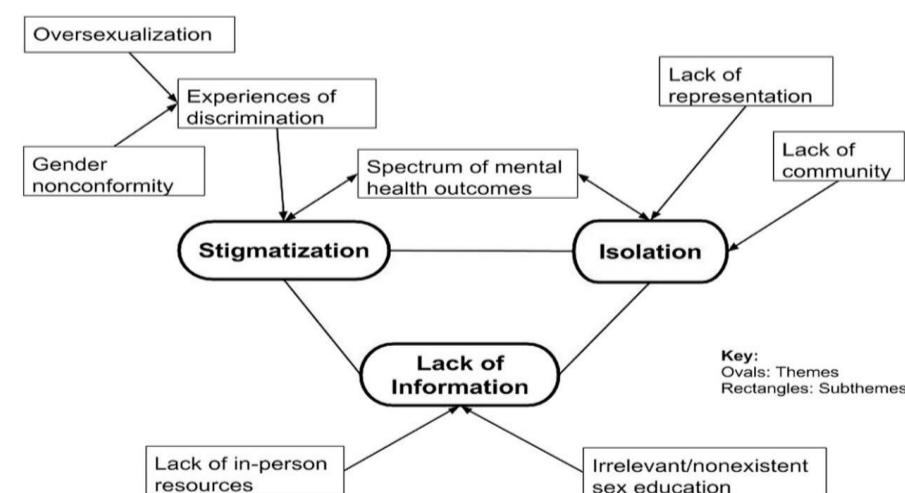 Oversexualization
Experiences of
discrimination
Gender
nonconformity
Spectrum of mental
health outcomes
Lack of
representation
Lack of
community
Stigmatization
Isolation
Lack of
Information
Key:
Ovals: Themes
Rectangles: Subthemes
Lack of in-person
resources
Irrelevant/nonexistent
sex education